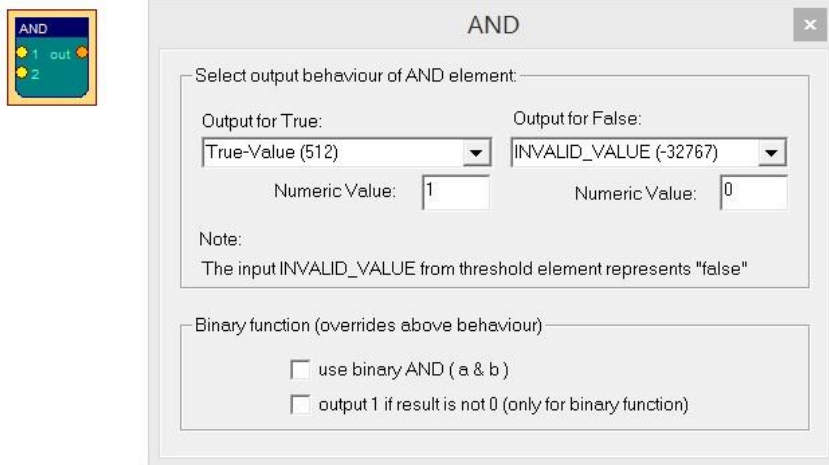 AND
1 out
2
AND
x
Select output behaviour of AND element:
Output for True: Output for False:
True-Value (512) INVALID_VALUE (-32767)
Numeric Value: 1 Numeric Value: 0
Note:
The input INVALID_VALUE from threshold element represents "false"
Binary function (overrides above behaviour)
use binary AND ( a & b )
output 1 if result is not 0 (only for binary function)